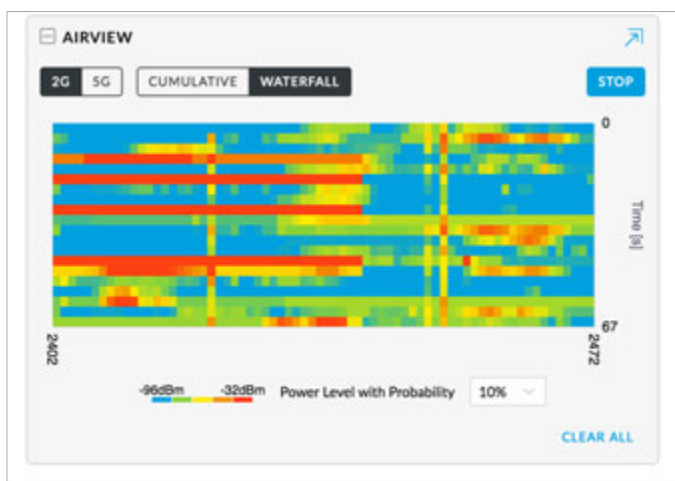 AIRVIEW
2G 5G CUMULATIVE WATERFALL STOP
0
Time [s]
67
2402 2472
-96dBm -32dBm Power Level with Probability 10%
CLEAR ALL